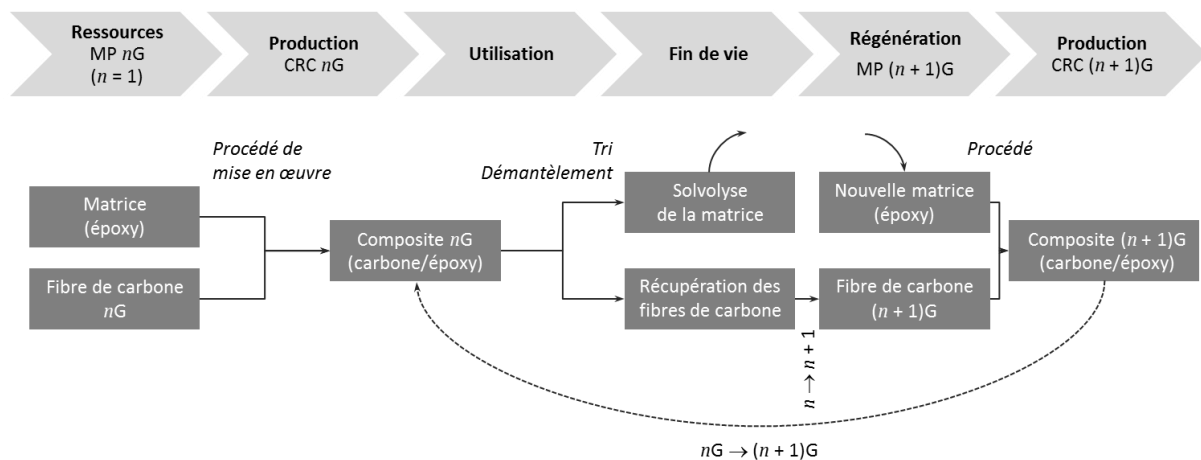 Ressources
MP nG
(n = 1)
Production
CRC nG
Utilisation
Fin de vie
Régénération
MP (n + 1)G
Production
CRC (n + 1)G
Procédé de
mise en œuvre
Tri
Démantèlement
Procédé
Matrice
(époxy)
Solvolyse
de la matrice
Nouvelle matrice
(époxy)
Composite nG
(carbone/époxy)
Composite (n + 1)G
(carbone/époxy)
Fibre de carbone
nG
Récupération des
fibres de carbone
Fibre de carbone
(n + 1)G
n → n + 1
nG → (n + 1)G